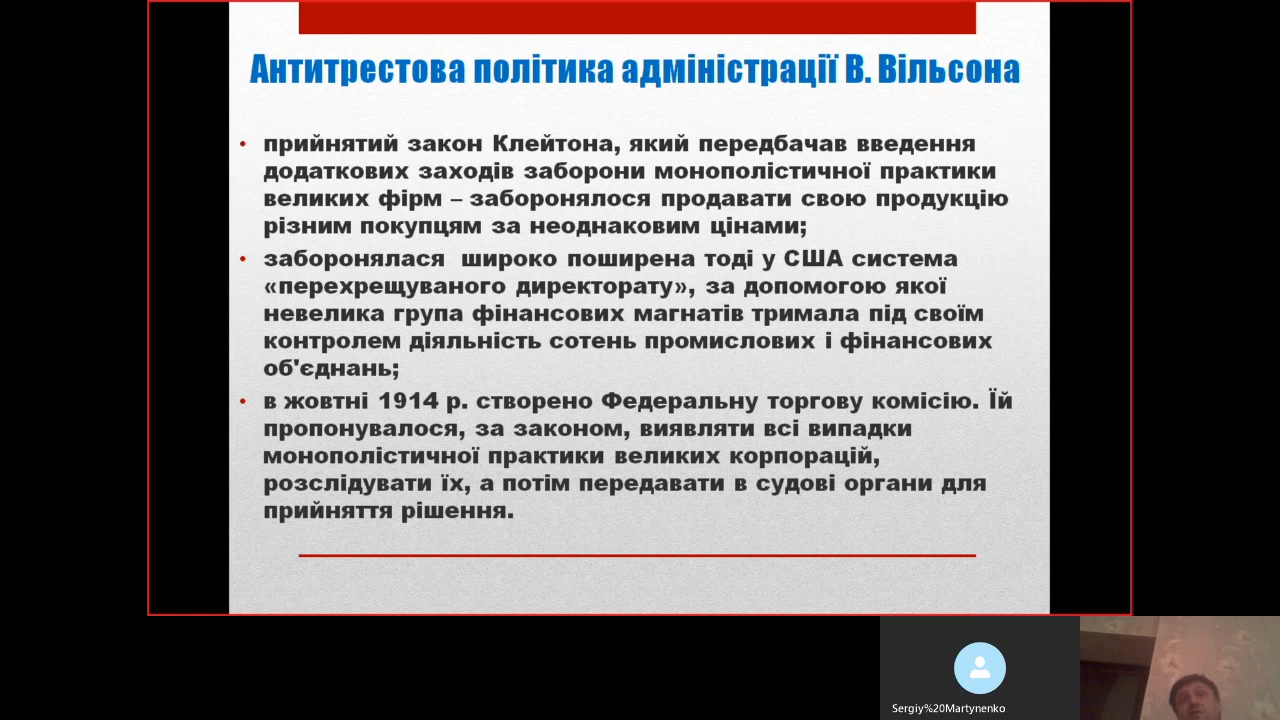 Антитрестова політика адміністрації В. Вільсона
• прийнятий закон Клейтона, який передбачав введення
додаткових заходів заборони монополістичної практики
великих фірм – заборонялося продавати свою продукцію
різним покупцям за неоднаковим цінами;
• заборонялася  широко поширена тоді у США система
«перехрещуваного директорату», за допомогою якої
невелика група фінансових магнатів тримала під своїм
контролем діяльність сотень промислових і фінансових
об'єднань;
• в жовтні 1914 р. створено Федеральну торгову комісію. Їй
пропонувалося, за законом, виявляти всі випадки
монополістичної практики великих корпорацій,
розслідувати їх, а потім передавати в судові органи для
прийняття рішення.
Sergiy%20Martynenko